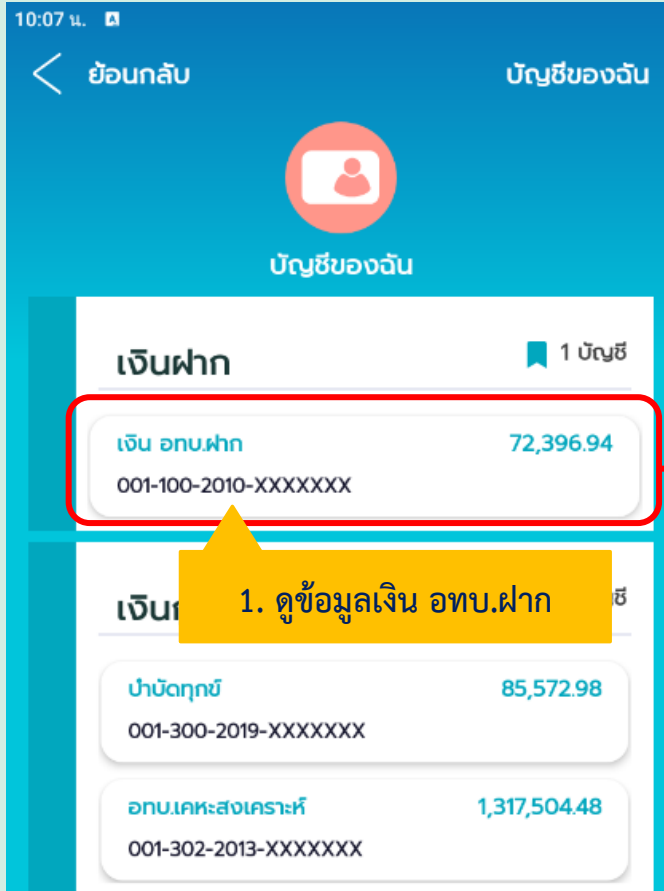 10:07 น. A
ย้อนกลับ บัญชีของฉัน
บัญชีของฉัน
เงินฝาก 1 บัญชี
เงิน อทบ.ฝาก 72,396.94
001-100-2010-XXXXXXX
1. ดูข้อมูลเงิน อทบ.ฝาก
บำบัดทุกข์ 85,572.98
001-300-2019-XXXXXXX
อทบ.เคหะสงเคราะห์ 1,317,504.48
001-302-2013-XXXXXXX